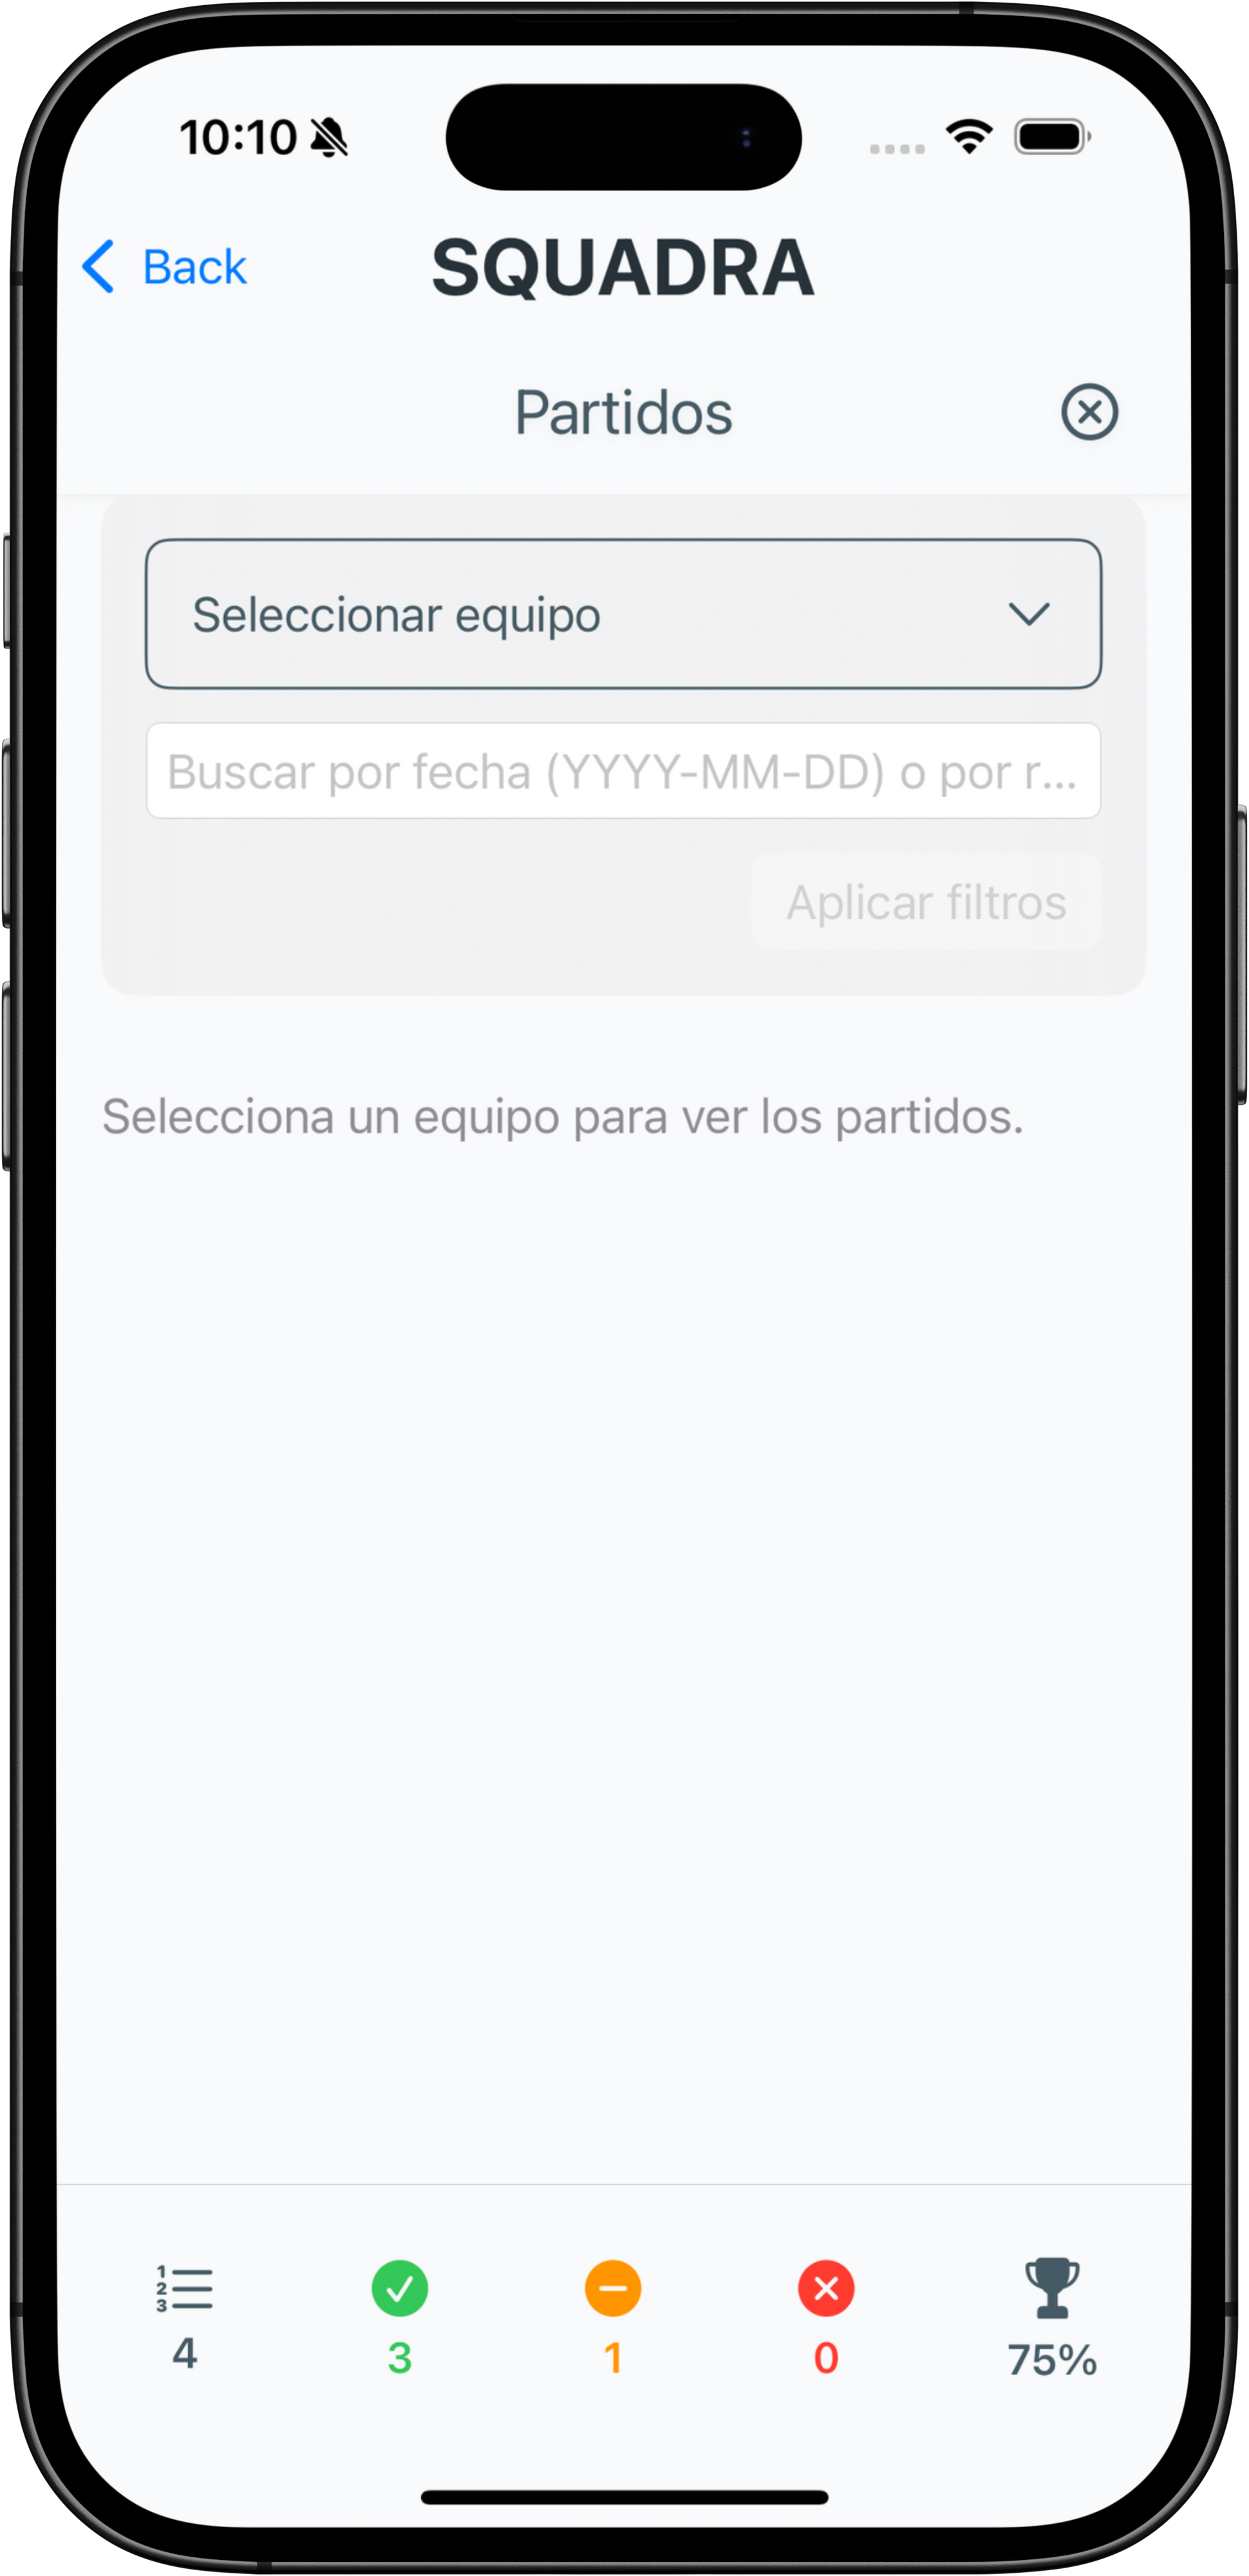 10:10
Back
SQUADRA
Partidos
Seleccionar equipo
Buscar por fecha (YYYY-MM-DD) o por r...
Aplicar filtros
Selecciona un equipo para ver los partidos.
1
2
3
4 3 1 0 75%